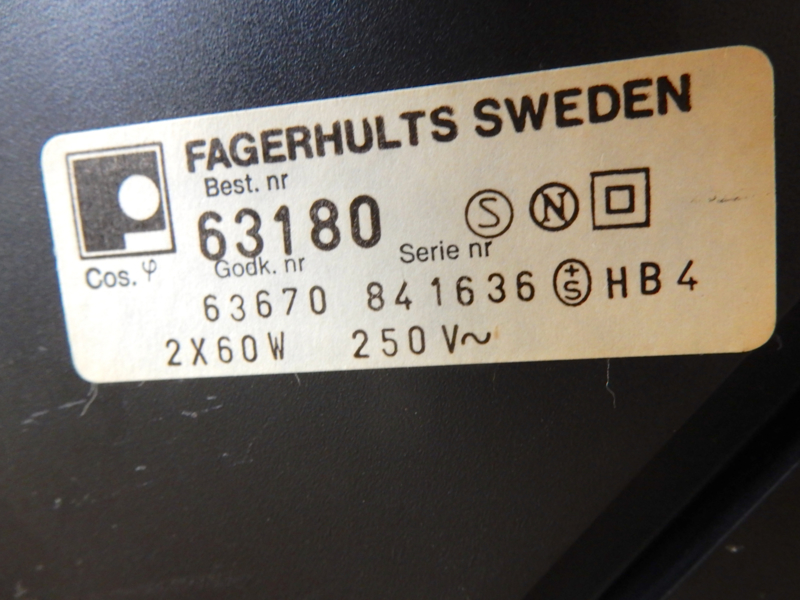 FAGERHULTS SWEDEN
Best. nr
63180 S N
Cos. φ
Godk. nr Serie nr
63670 841636 +S HB4
2X60W 250V~